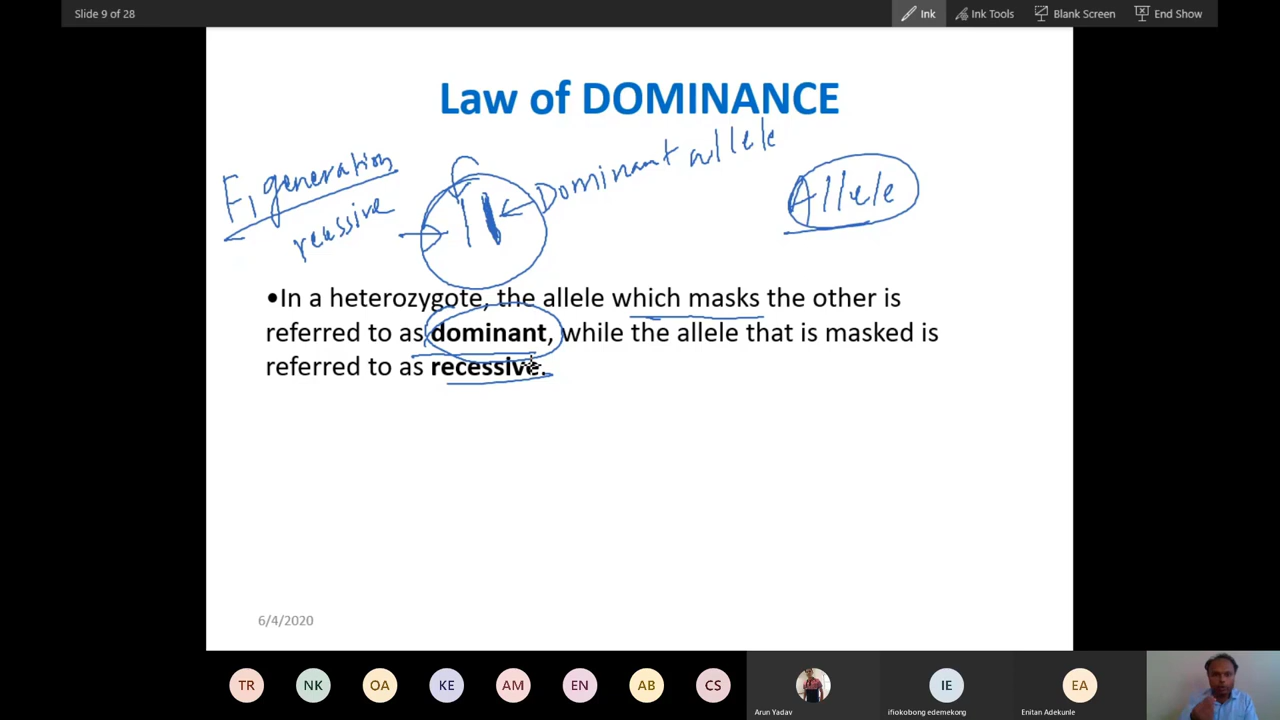 Slide 9 of 28
Ink
Ink Tools
Blank Screen
End Show
Law of DOMINANCE
F1 generation
Dominant allele
Allele
recessive
•In a heterozygote, the allele which masks the other is
referred to as dominant, while the allele that is masked is
referred to as recessive.
6/4/2020
TR
NK
OA
KE
AM
EN
AB
CS
Arun Yadav
IE
ifiokobong edemekong
EA
Enitan Adekunle